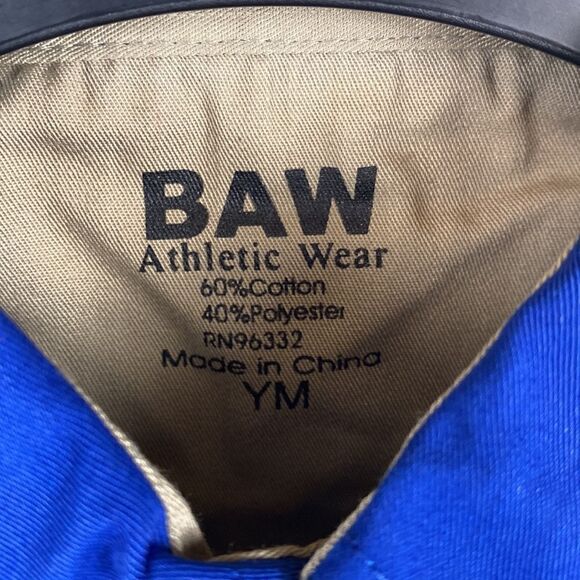 BAW
Athletic Wear
60%Cotton
40%Polyester
RN96332
Made in China
YM